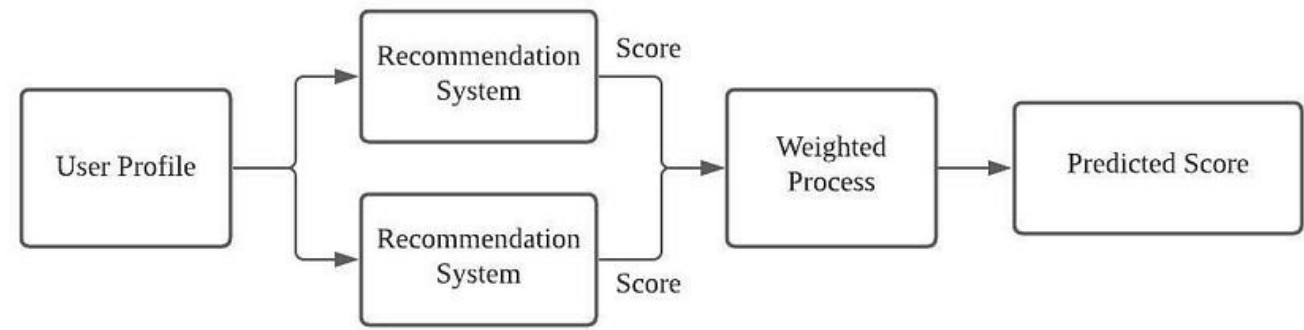 User Profile
Recommendation
System
Score
Recommendation
System
Score
Weighted
Process
Predicted Score